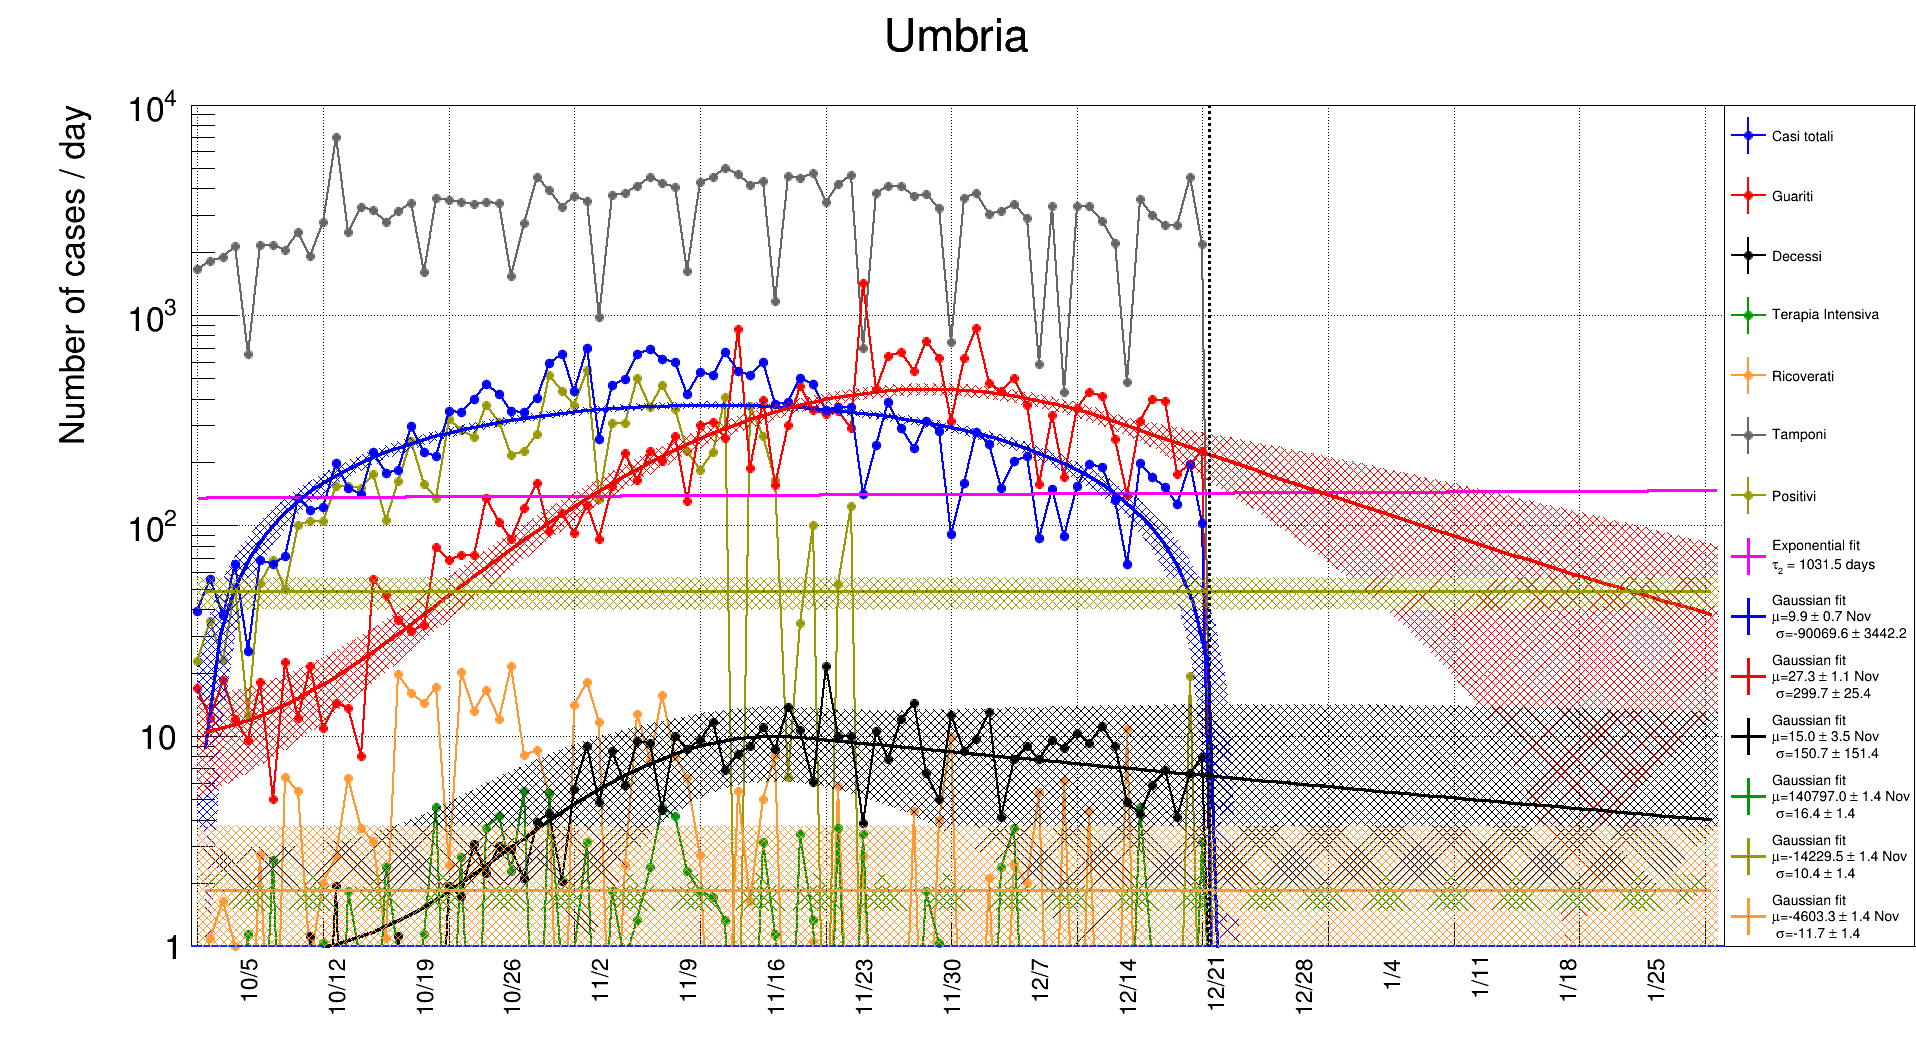 Umbria
Number of cases / day
10⁴
10³
10²
10
1
10/5
10/12
10/19
10/26
11/2
11/9
11/16
11/23
11/30
12/7
12/14
12/21
12/28
1/4
1/11
1/18
1/25
Casi totali
Guariti
Decessi
Terapia Intensiva
Ricoverati
Tamponi
Positivi
Exponential fit
τ₂ = 1031.5 days
Gaussian fit
μ=9.9 ± 0.7 Nov
σ=-90069.6 ± 3442.2
Gaussian fit
μ=27.3 ± 1.1 Nov
σ=299.7 ± 25.4
Gaussian fit
μ=15.0 ± 3.5 Nov
σ=150.7 ± 151.4
Gaussian fit
μ=140797.0 ± 1.4 Nov
σ=16.4 ± 1.4
Gaussian fit
μ=-14229.5 ± 1.4 Nov
σ=10.4 ± 1.4
Gaussian fit
μ=-4603.3 ± 1.4 Nov
σ=-11.7 ± 1.4